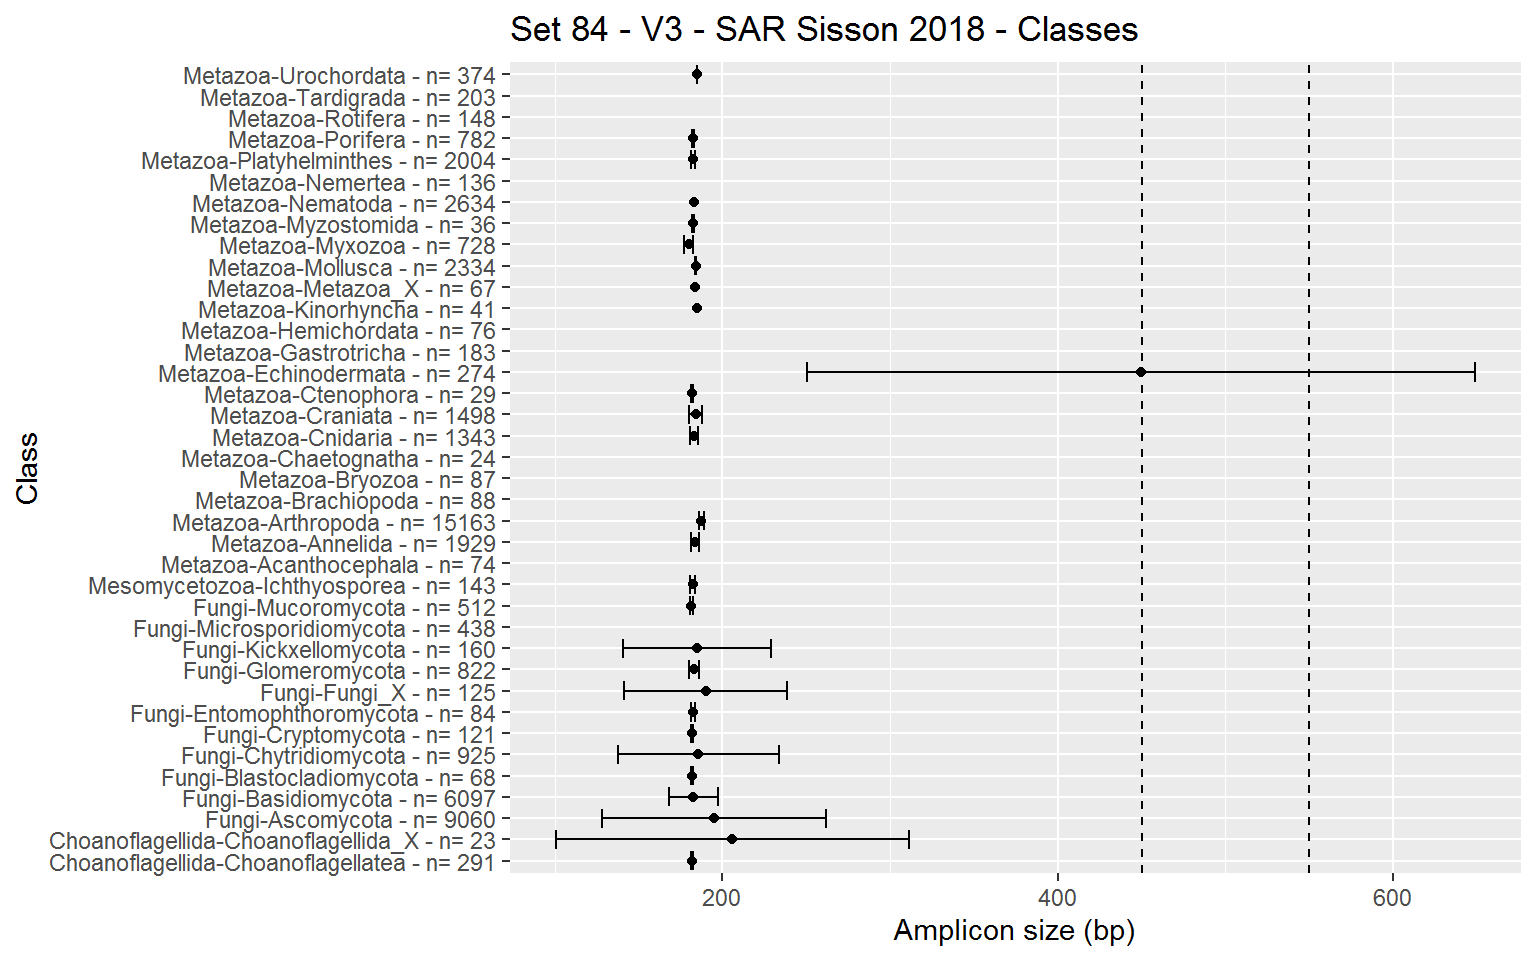 Set 84 - V3 - SAR Sisson 2018 - Classes
Class
Metazoa-Urochordata - n= 374
Metazoa-Tardigrada - n= 203
Metazoa-Rotifera - n= 148
Metazoa-Porifera - n= 782
Metazoa-Platyhelminthes - n= 2004
Metazoa-Nemertea - n= 136
Metazoa-Nematoda - n= 2634
Metazoa-Myzostomida - n= 36
Metazoa-Myxozoa - n= 728
Metazoa-Mollusca - n= 2334
Metazoa-Metazoa_X - n= 67
Metazoa-Kinorhyncha - n= 41
Metazoa-Hemichordata - n= 76
Metazoa-Gastrotricha - n= 183
Metazoa-Echinodermata - n= 274
Metazoa-Ctenophora - n= 29
Metazoa-Craniata - n= 1498
Metazoa-Cnidaria - n= 1343
Metazoa-Chaetognatha - n= 24
Metazoa-Bryozoa - n= 87
Metazoa-Brachiopoda - n= 88
Metazoa-Arthropoda - n= 15163
Metazoa-Annelida - n= 1929
Metazoa-Acanthocephala - n= 74
Mesomycetozoa-Ichthyosporea - n= 143
Fungi-Mucoromycota - n= 512
Fungi-Microsporidiomycota - n= 438
Fungi-Kickxellomycota - n= 160
Fungi-Glomeromycota - n= 822
Fungi-Fungi_X - n= 125
Fungi-Entomophthoromycota - n= 84
Fungi-Cryptomycota - n= 121
Fungi-Chytridiomycota - n= 925
Fungi-Blastocladiomycota - n= 68
Fungi-Basidiomycota - n= 6097
Fungi-Ascomycota - n= 9060
Choanoflagellida-Choanoflagellida_X - n= 23
Choanoflagellida-Choanoflagellatea - n= 291
200 400 600
Amplicon size (bp)